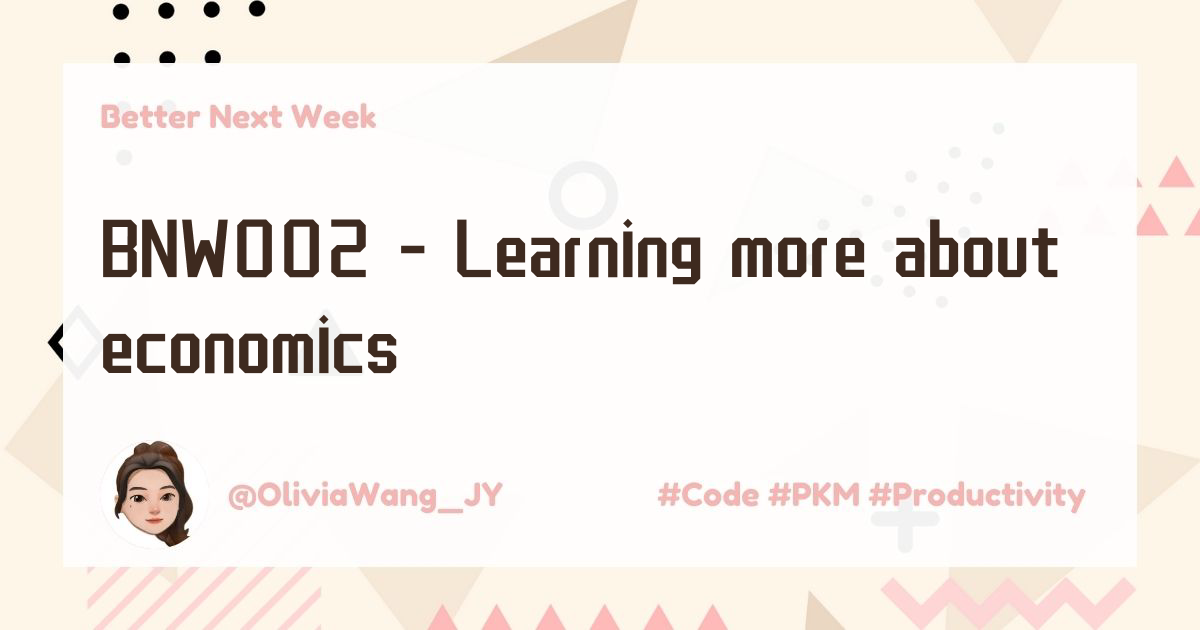 Better Next Week
BNW002 - Learning more about
economics
@OliviaWang_JY #Code #PKM #Productivity